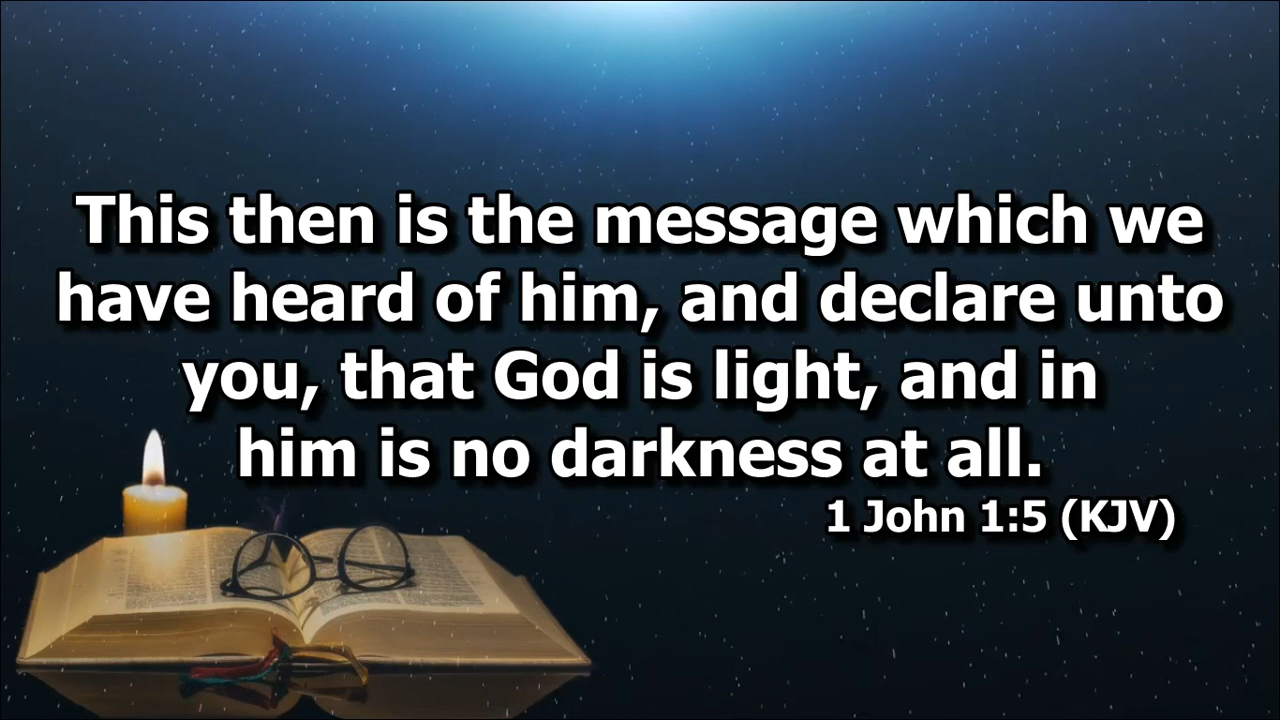 This then is the message which we
have heard of him, and declare unto
you, that God is light, and in
him is no darkness at all.
1 John 1:5 (KJV)